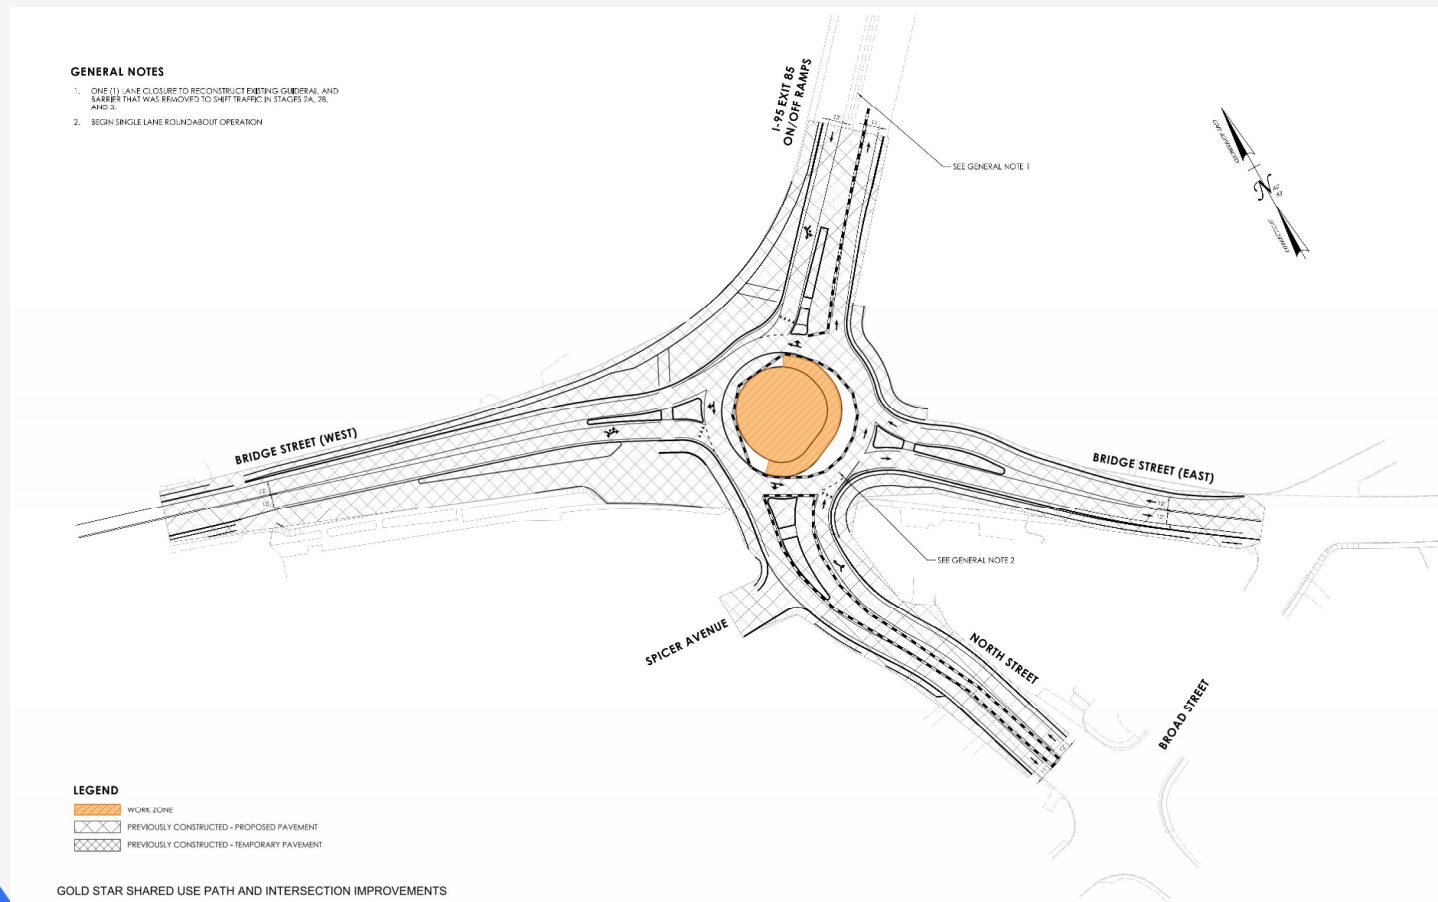 GENERAL NOTES
1. ONE (1) LANE CLOSURE TO RECONSTRUCT EXISTING GUIDERAIL AND
BARRIER THAT WAS REMOVED TO SHIFT TRAFFIC IN STAGES 2A, 2B,
AND 3.
2. BEGIN SINGLE LANE ROUNDABOUT OPERATION
I-95 EXIT 85
ON/OFF RAMPS
SEE GENERAL NOTE 1
N
BRIDGE STREET (WEST)
BRIDGE STREET (EAST)
SEE GENERAL NOTE 2
SPICER AVENUE
NORTH STREET
BROAD STREET
12'
12'
11'
LEGEND
WORK ZONE
PREVIOUSLY CONSTRUCTED - PROPOSED PAVEMENT
PREVIOUSLY CONSTRUCTED - TEMPORARY PAVEMENT
GOLD STAR SHARED USE PATH AND INTERSECTION IMPROVEMENTS